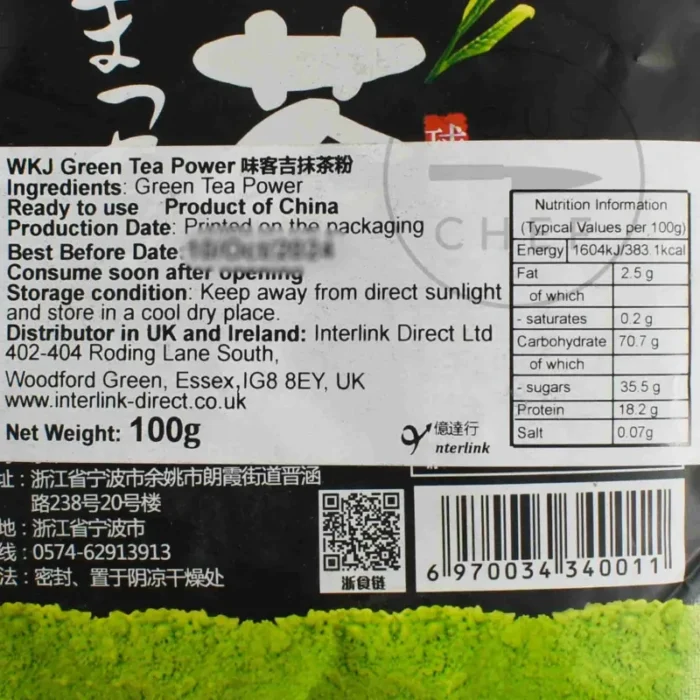 まっち
茶
球
US
CHEF
WKJ Green Tea Power 味客吉抹茶粉
Ingredients: Green Tea Power
Ready to use Product of China
Production Date: Printed on the packaging
Best Before Date:
Consume soon after opening
Storage condition: Keep away from direct sunlight
and store in a cool dry place.
Distributor in UK and Ireland: Interlink Direct Ltd
402-404 Roding Lane South,
Woodford Green, Essex,IG8 8EY, UK
www.interlink-direct.co.uk
Net Weight: 100g
億達行
nterlink
Nutrition Information
(Typical Values per 100g)
Energy 1604kJ/383.1kcal
Fat 2.5 g
of which
- saturates 0.2 g
Carbohydrate 70.7 g
of which
- sugars 35.5 g
Protein 18.2 g
Salt 0.07g
址：浙江省宁波市余姚市朗霞街道晋涵
路238号20号楼
地：浙江省宁波市
线：0574-62913913
法：密封、置于阴凉干燥处
浙食链
6 970034 340011